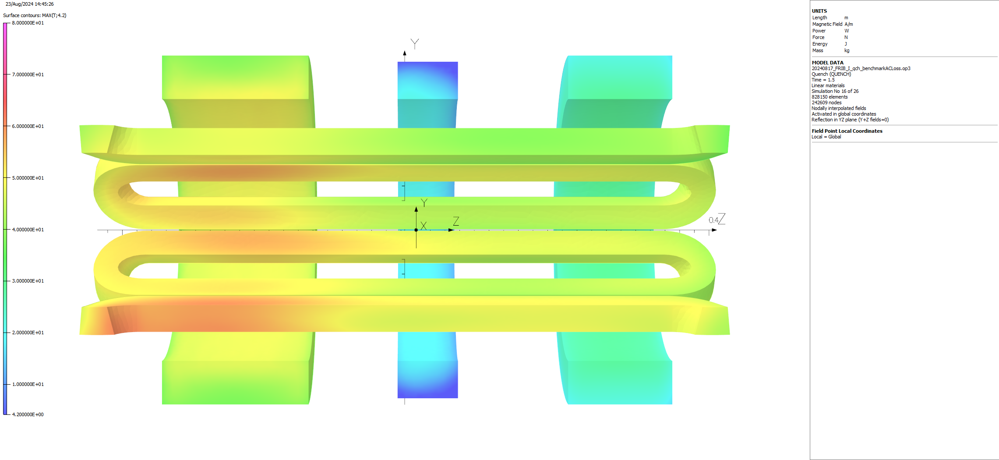 23/Aug/2024 14:45:26
Surface contours: MAX(T;4.2)
8.000000E+01
7.000000E+01
6.000000E+01
5.000000E+01
4.000000E+01
3.000000E+01
2.000000E+01
1.000000E+01
4.200000E+00
Y
Y
Z
X
0.4
Z
UNITS
Length m
Magnetic Field A/m
Power W
Force N
Energy J
Mass kg
MODEL DATA
20240817_FRIB_I_qch_benchmarkACLoss.op3
Quench (QUENCH)
Time = 1.5
Linear materials
Simulation No 16 of 26
828150 elements
242609 nodes
Nodally interpolated fields
Activated in global coordinates
Reflection in YZ plane (Y+Z fields=0)
Field Point Local Coordinates
Local = Global